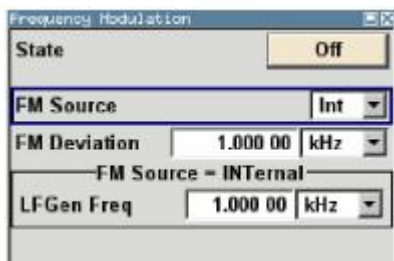 Frequency Modulation
State Off
FM Source Int
FM Deviation 1.000 00 kHz
FM Source = INTernal
LFGen Freq 1.000 00 kHz